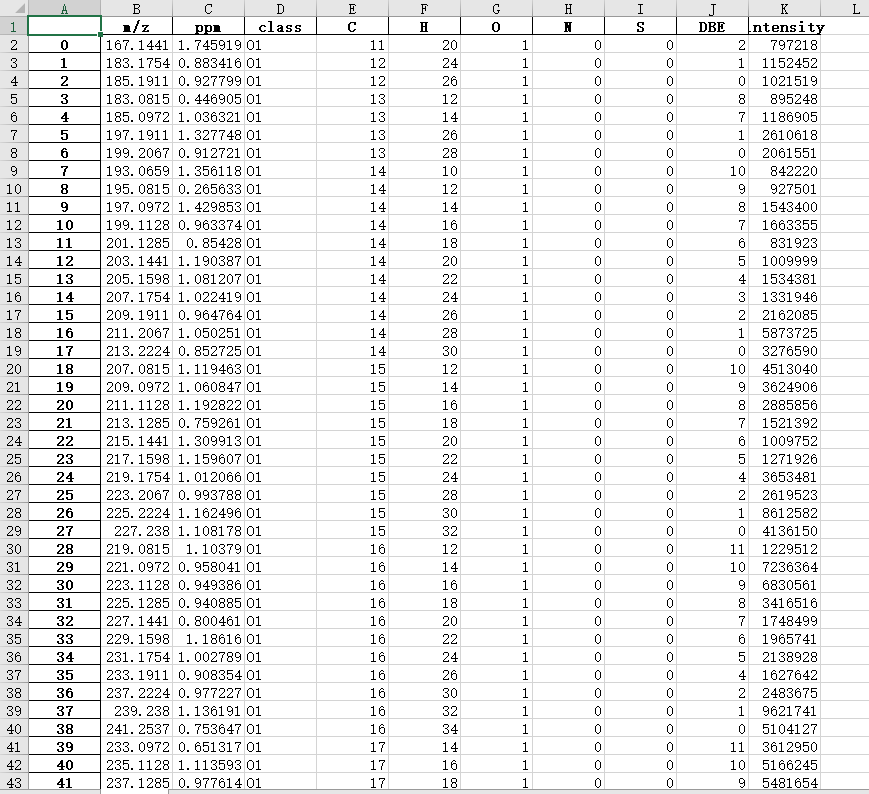 A B C D E F G H I J K L
1 m/z ppm class C H O N S DBE ntensity
2 0 167.1441 1.745919 O1 11 20 1 0 0 2 797218
3 1 183.1754 0.883416 O1 12 24 1 0 0 1 1152452
4 2 185.1911 0.927799 O1 12 26 1 0 0 0 1021519
5 3 183.0815 0.446905 O1 13 12 1 0 0 8 895248
6 4 185.0972 1.036321 O1 13 14 1 0 0 7 1186905
7 5 197.1911 1.327748 O1 13 26 1 0 0 1 2610618
8 6 199.2067 0.912721 O1 13 28 1 0 0 0 2061551
9 7 193.0659 1.356118 O1 14 10 1 0 0 10 842220
10 8 195.0815 0.265633 O1 14 12 1 0 0 9 927501
11 9 197.0972 1.429853 O1 14 14 1 0 0 8 1543400
12 10 199.1128 0.963374 O1 14 16 1 0 0 7 1663355
13 11 201.1285 0.85428 O1 14 18 1 0 0 6 831923
14 12 203.1441 1.190387 O1 14 20 1 0 0 5 1009999
15 13 205.1598 1.081207 O1 14 22 1 0 0 4 1534381
16 14 207.1754 1.022419 O1 14 24 1 0 0 3 1331946
17 15 209.1911 0.964764 O1 14 26 1 0 0 2 2162085
18 16 211.2067 1.050251 O1 14 28 1 0 0 1 5873725
19 17 213.2224 0.852725 O1 14 30 1 0 0 0 3276590
20 18 207.0815 1.119463 O1 15 12 1 0 0 10 4513040
21 19 209.0972 1.060847 O1 15 14 1 0 0 9 3624906
22 20 211.1128 1.192822 O1 15 16 1 0 0 8 2885856
23 21 213.1285 0.759261 O1 15 18 1 0 0 7 1521392
24 22 215.1441 1.309913 O1 15 20 1 0 0 6 1009752
25 23 217.1598 1.159607 O1 15 22 1 0 0 5 1271926
26 24 219.1754 1.012066 O1 15 24 1 0 0 4 3653481
27 25 223.2067 0.993788 O1 15 28 1 0 0 2 2619523
28 26 225.2224 1.162496 O1 15 30 1 0 0 1 8612582
29 27 227.238 1.108178 O1 15 32 1 0 0 0 4136150
30 28 219.0815 1.10379 O1 16 12 1 0 0 11 1229512
31 29 221.0972 0.958041 O1 16 14 1 0 0 10 7236364
32 30 223.1128 0.949386 O1 16 16 1 0 0 9 6830561
33 31 225.1285 0.940885 O1 16 18 1 0 0 8 3416516
34 32 227.1441 0.800461 O1 16 20 1 0 0 7 1748499
35 33 229.1598 1.18616 O1 16 22 1 0 0 6 1965741
36 34 231.1754 1.002789 O1 16 24 1 0 0 5 2138928
37 35 233.1911 0.908354 O1 16 26 1 0 0 4 1627642
38 36 237.2224 0.977227 O1 16 30 1 0 0 2 2483675
39 37 239.238 1.136191 O1 16 32 1 0 0 1 9621741
40 38 241.2537 0.753647 O1 16 34 1 0 0 0 5104127
41 39 233.0972 0.651317 O1 17 14 1 0 0 11 3612950
42 40 235.1128 1.113593 O1 17 16 1 0 0 10 5166245
43 41 237.1285 0.977614 O1 17 18 1 0 0 9 5481654